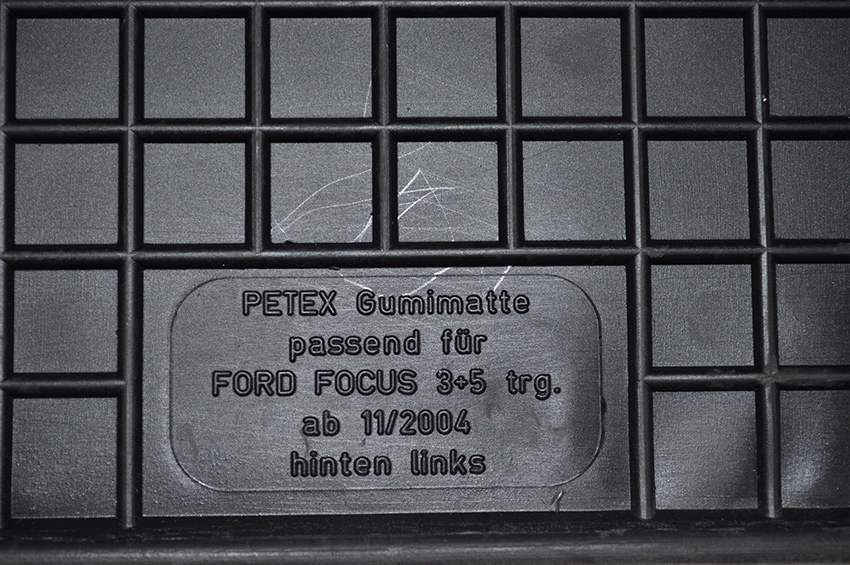 PETEX Gumimatte
passend für
FORD FOCUS 3+5 trg.
ab 11/2004
hinten links